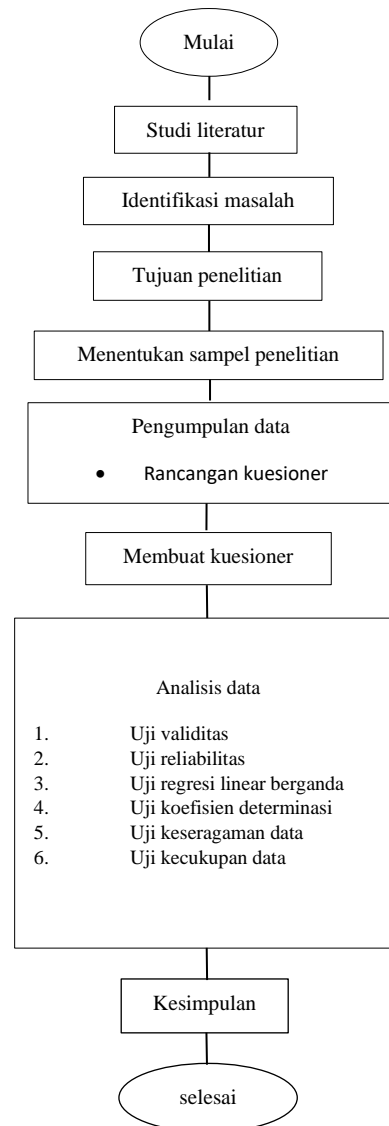 Mulai
Studi literatur
Identifikasi masalah
Tujuan penelitian
Menentukan sampel penelitian
Pengumpulan data
• Rancangan kuesioner
Membuat kuesioner
Analisis data
1. Uji validitas
2. Uji reliabilitas
3. Uji regresi linear berganda
4. Uji koefisien determinasi
5. Uji keseragaman data
6. Uji kecukupan data
Kesimpulan
selesai